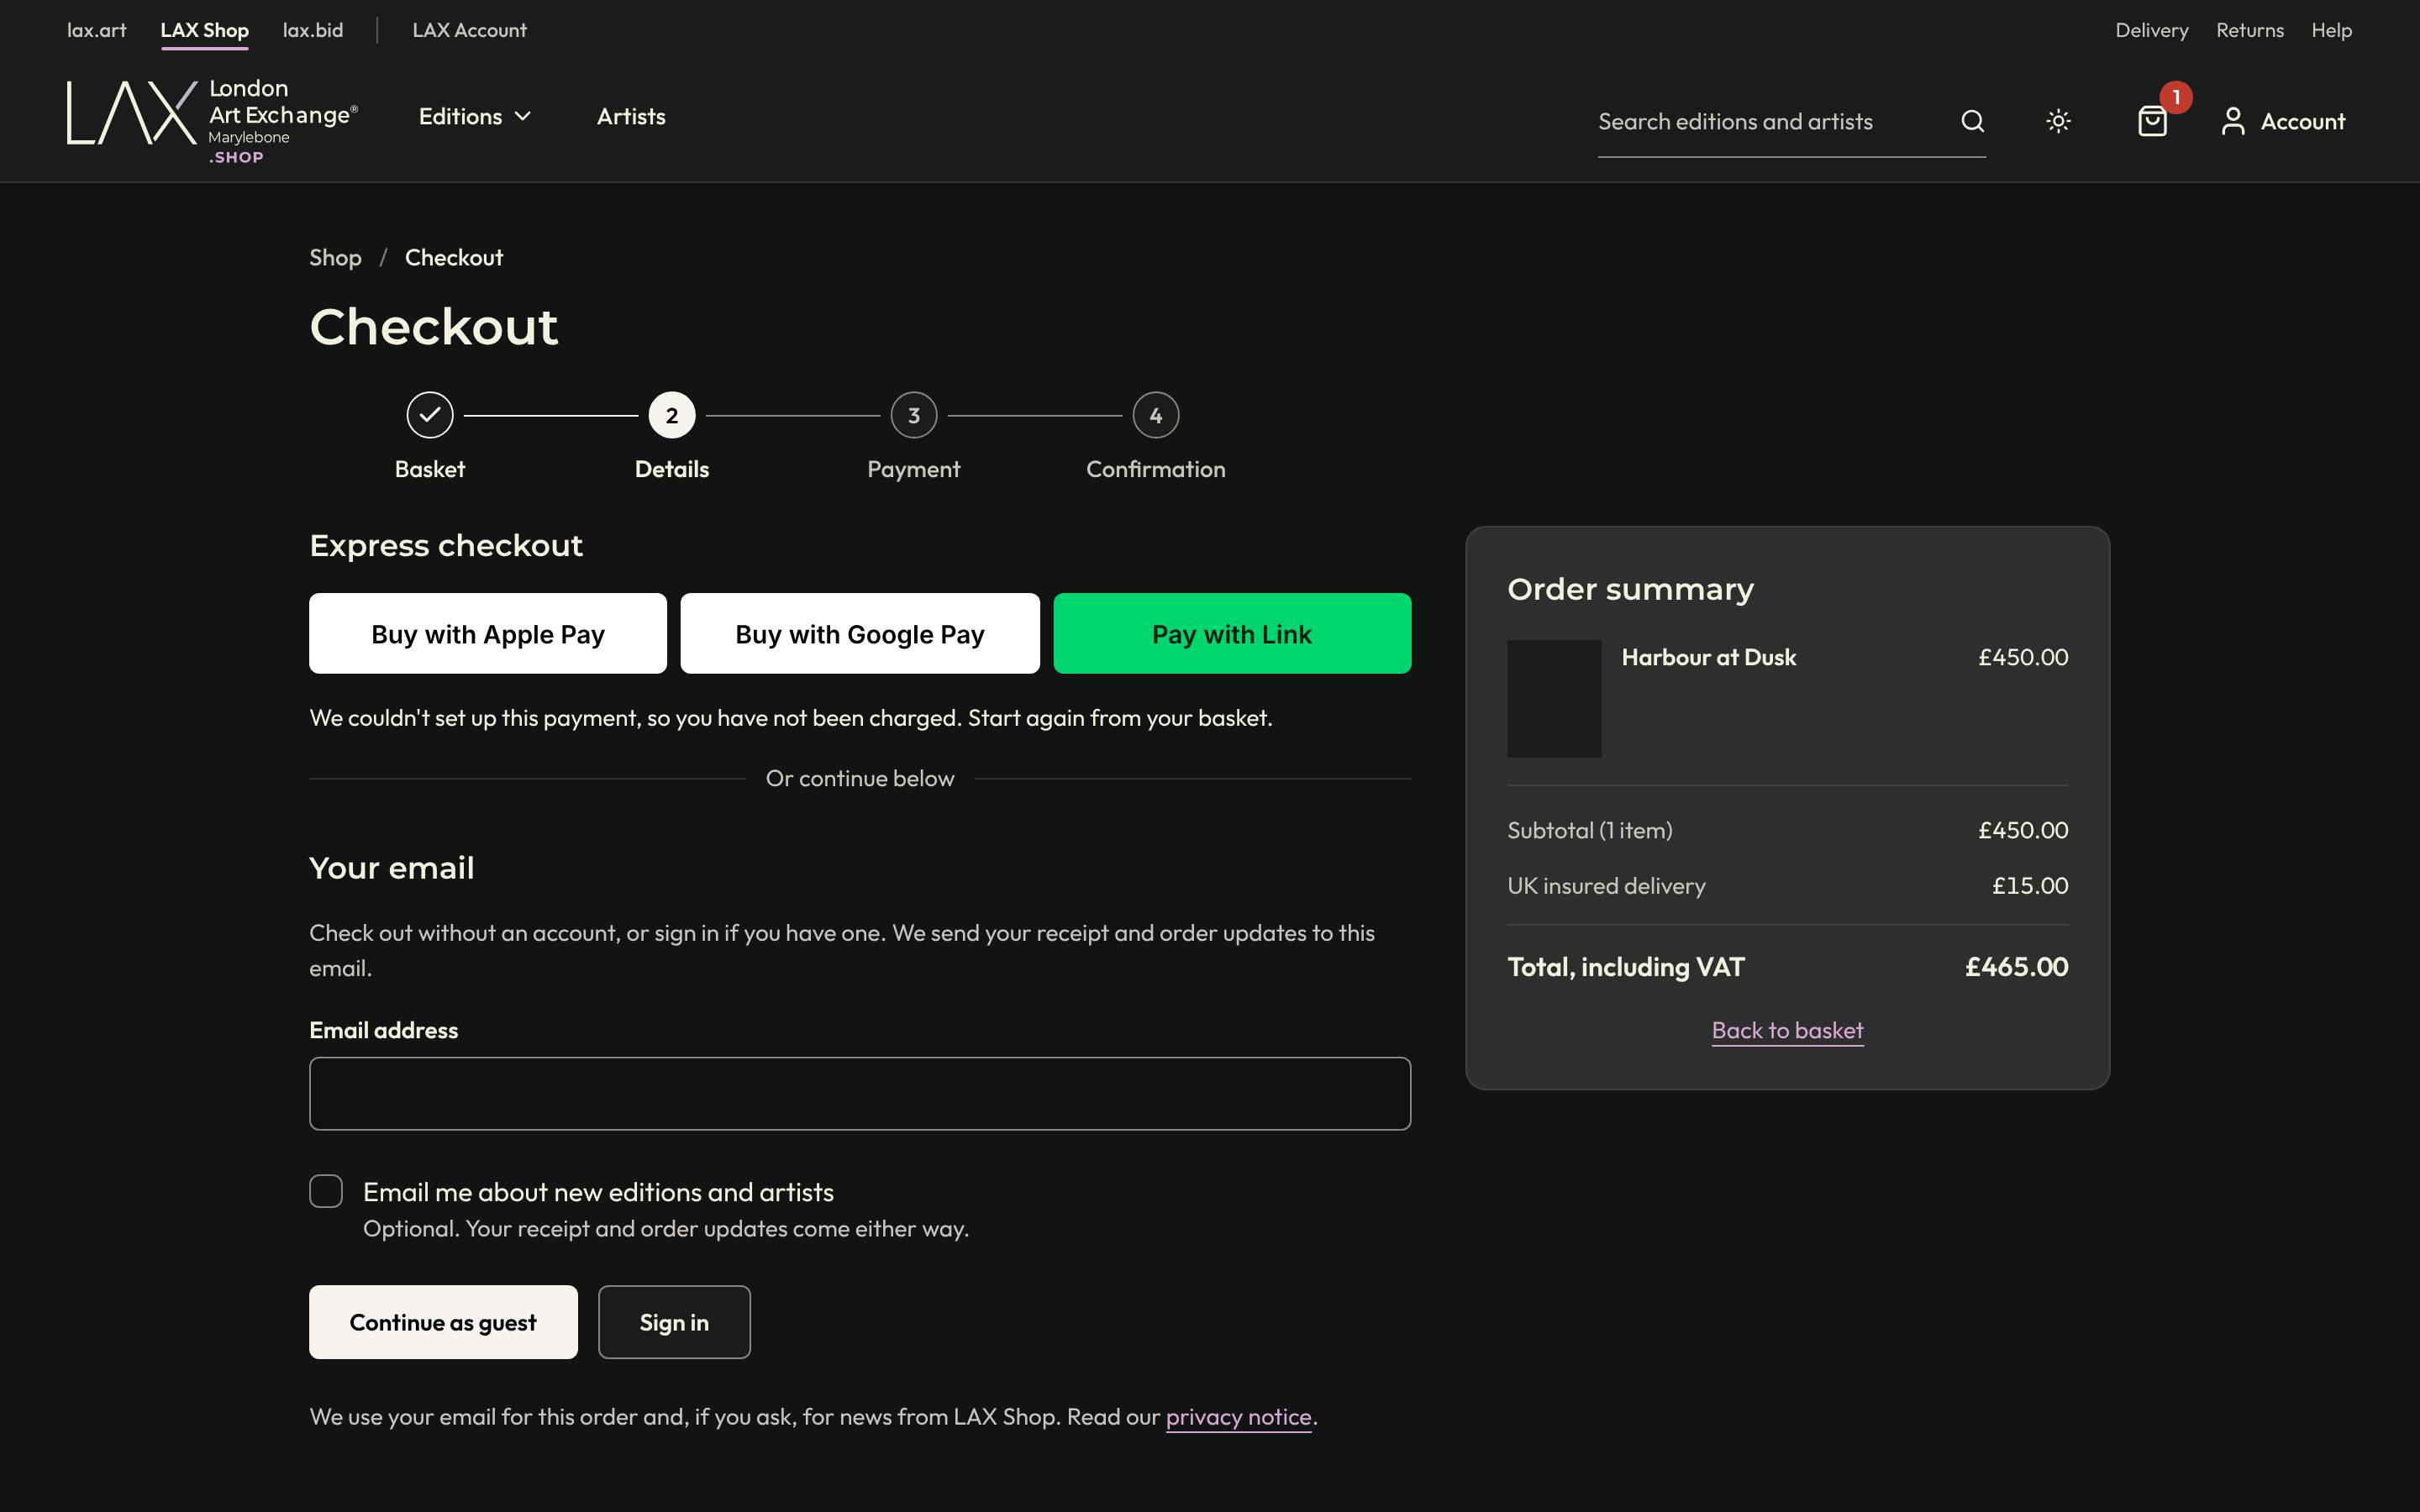 lax.art LAX Shop lax.bid LAX Account Delivery Returns Help
LAX London
Art Exchange®
Marylebone
.SHOP
Editions Artists Search editions and artists 1 Account
Shop / Checkout
Checkout
2 3 4
Basket Details Payment Confirmation
Express checkout
Buy with Apple Pay Buy with Google Pay Pay with Link
We couldn't set up this payment, so you have not been charged. Start again from your basket.
Or continue below
Your email
Check out without an account, or sign in if you have one. We send your receipt and order updates to this
email.
Email address
Email me about new editions and artists
Optional. Your receipt and order updates come either way.
Continue as guest Sign in
We use your email for this order and, if you ask, for news from LAX Shop. Read our privacy notice.
Order summary
Harbour at Dusk £450.00
Subtotal (1 item) £450.00
UK insured delivery £15.00
Total, including VAT £465.00
Back to basket